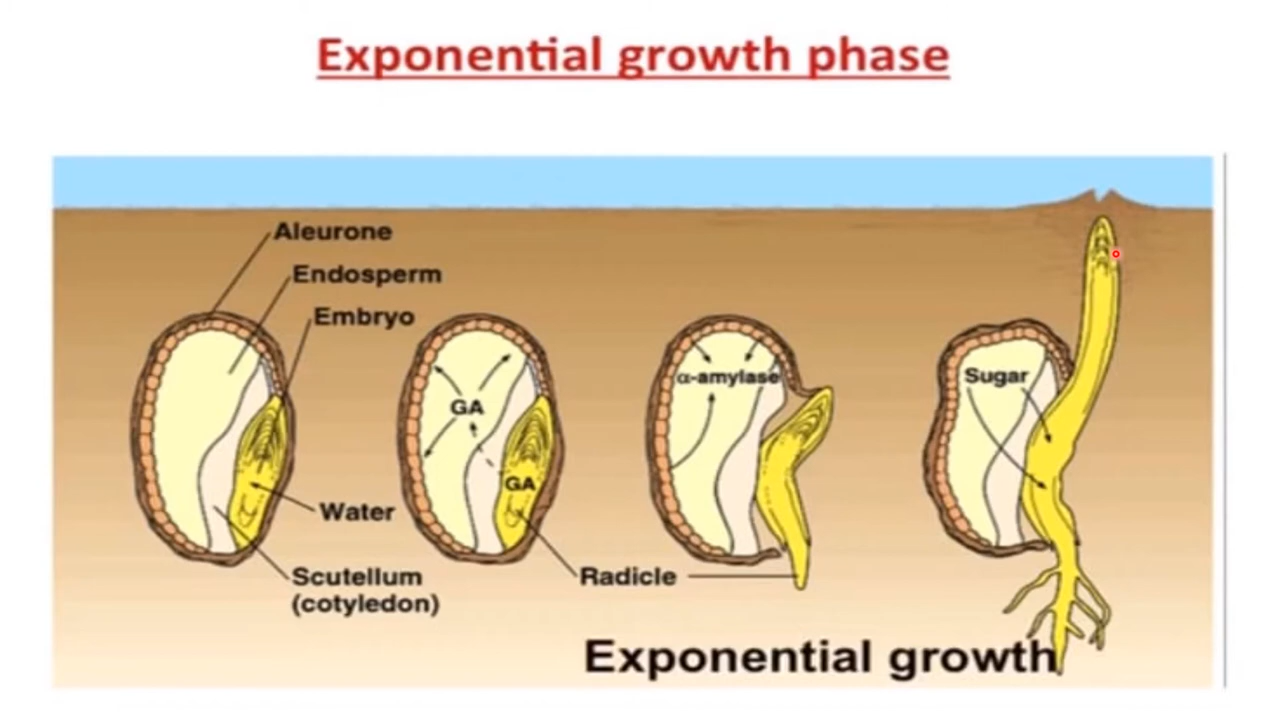 Exponential growth phase
Aleurone
Endosperm
Embryo
Water
Scutellum
(cotyledon)
GA
GA
Radicle
α-amylase
Sugar
Exponential growth